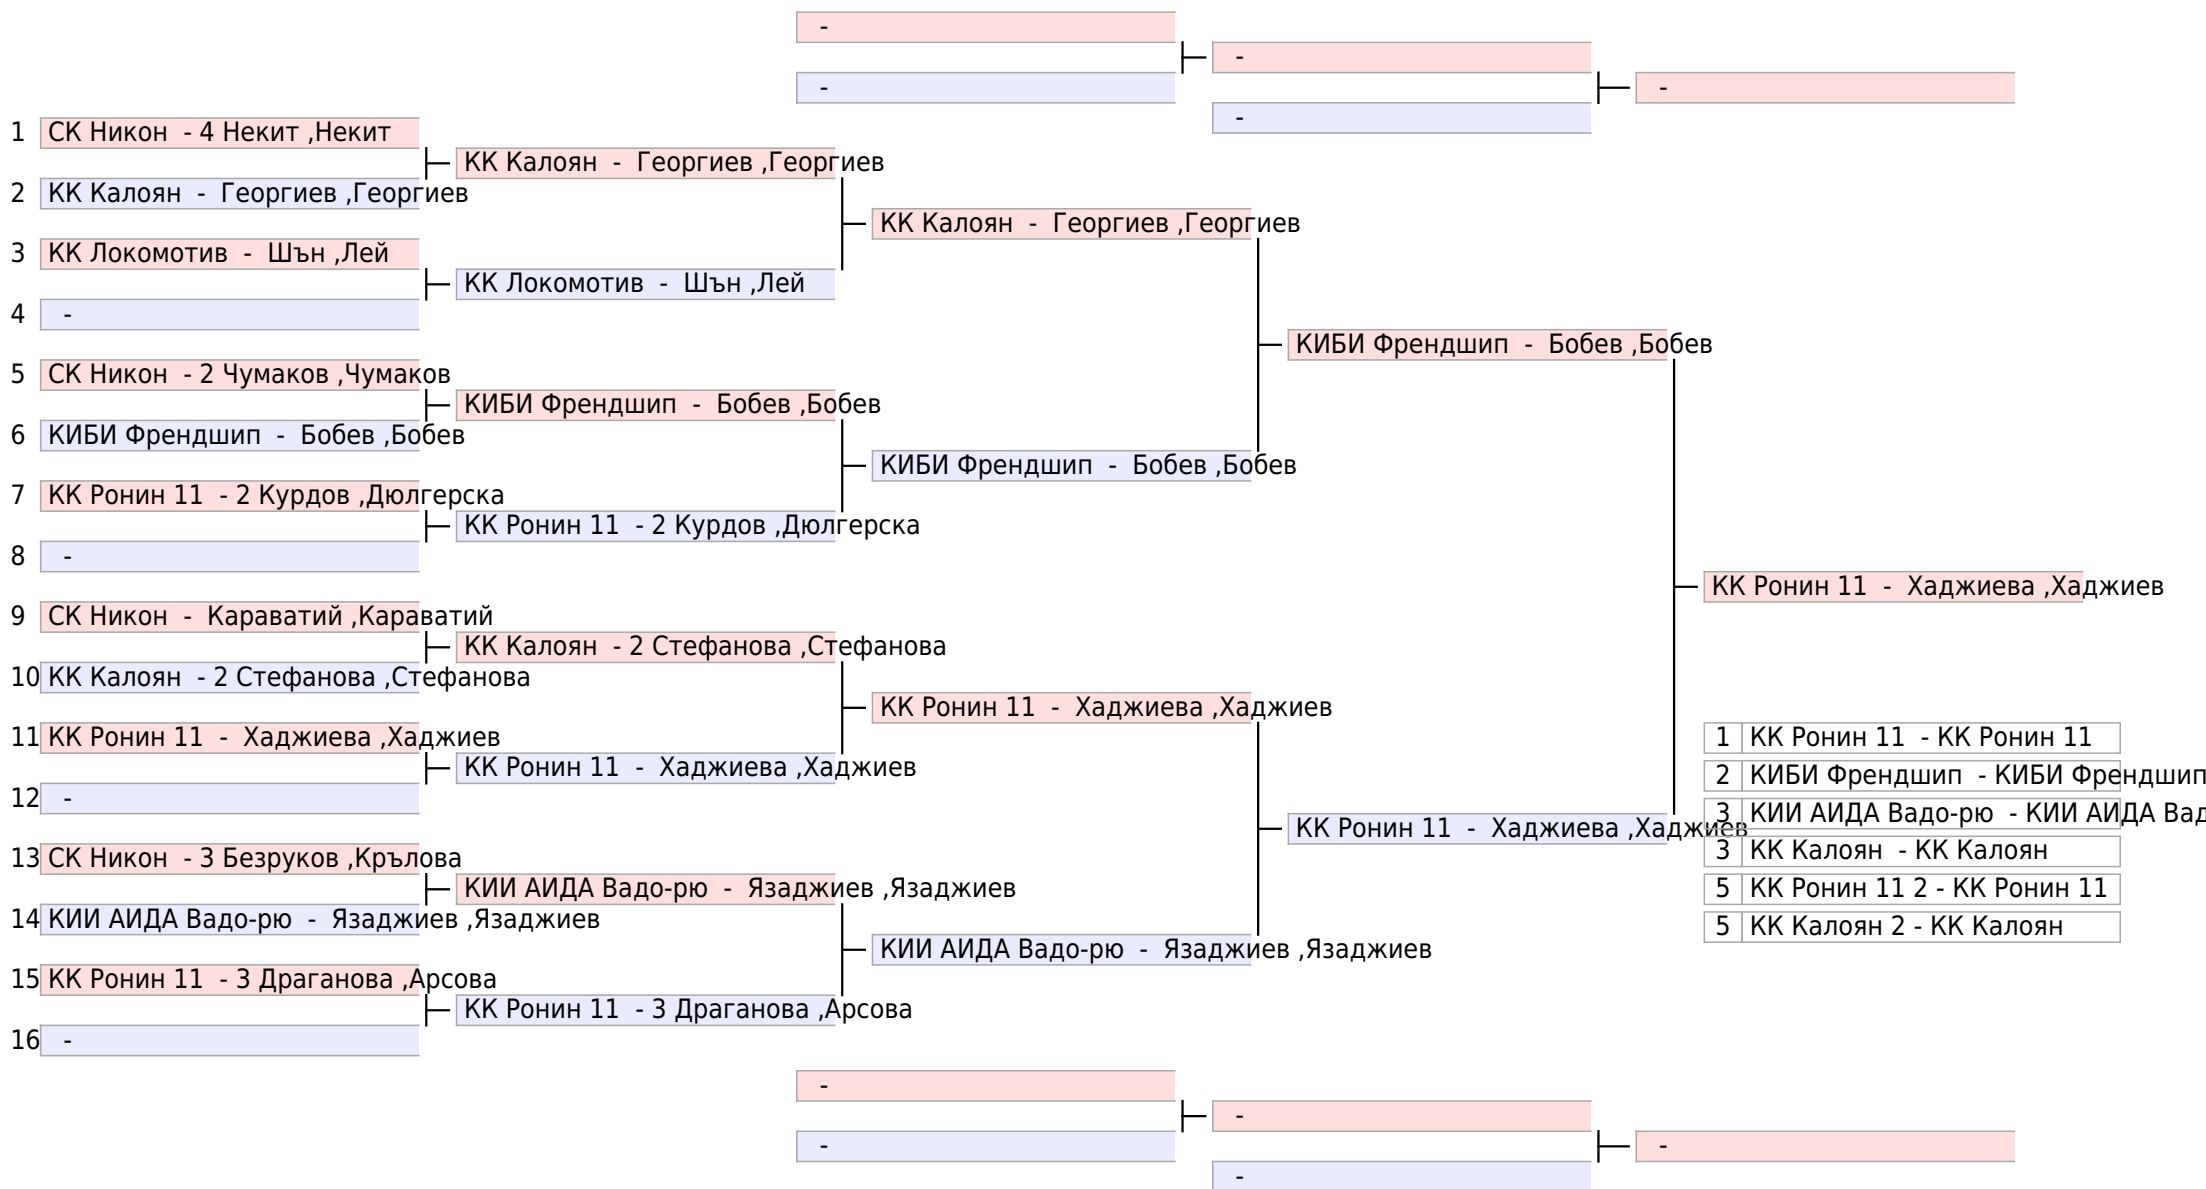 -
-
-
-
-
1 СК Никон - 4 Некит ,Некит
КК Калоян - Георгиев ,Георгиев
2 КК Калоян - Георгиев ,Георгиев
КК Калоян - Георгиев ,Георгиев
3 КК Локомотив - Шън ,Лей
КК Локомотив - Шън ,Лей
4 -
КИБИ Френдшип - Бобев ,Бобев
5 СК Никон - 2 Чумаков ,Чумаков
КИБИ Френдшип - Бобев ,Бобев
6 КИБИ Френдшип - Бобев ,Бобев
КИБИ Френдшип - Бобев ,Бобев
7 КК Ронин 11 - 2 Курдов ,Дюлгерска
КК Ронин 11 - 2 Курдов ,Дюлгерска
8 -
КК Ронин 11 - Хаджиева ,Хаджиев
9 СК Никон - Караватий ,Караватий
КК Калоян - 2 Стефанова ,Стефанова
10 КК Калоян - 2 Стефанова ,Стефанова
КК Ронин 11 - Хаджиева ,Хаджиев
11 КК Ронин 11 - Хаджиева ,Хаджиев
1 КК Ронин 11 - КК Ронин 11
КК Ронин 11 - Хаджиева ,Хаджиев
2 КИБИ Френдшип - КИБИ Френдшип
12 -
3 КИИ АИДА Вадо-рю - КИИ АИДА Вад
КК Ронин 11 - Хаджиева ,Хаджиев
3 КК Калоян - КК Калоян
13 СК Никон - 3 Безруков ,Крълова
КИИ АИДА Вадо-рю - Язаджиев ,Язаджиев
5 КК Ронин 11 2 - КК Ронин 11
14 КИИ АИДА Вадо-рю - Язаджиев ,Язаджиев
5 КК Калоян 2 - КК Калоян
КИИ АИДА Вадо-рю - Язаджиев ,Язаджиев
15 КК Ронин 11 - 3 Драганова ,Арсова
КК Ронин 11 - 3 Драганова ,Арсова
16 -
-
-
-
-
-